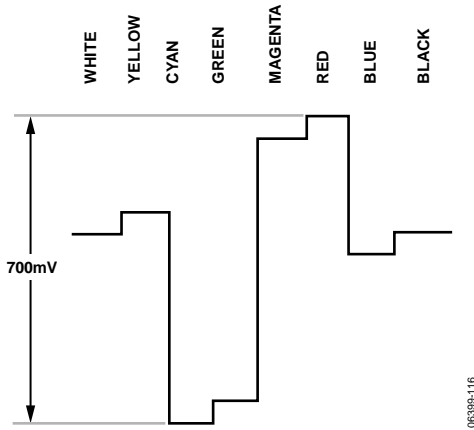 WHITE
YELLOW
CYAN
GREEN
MAGENTA
RED
BLUE
BLACK
700mV
06399-116